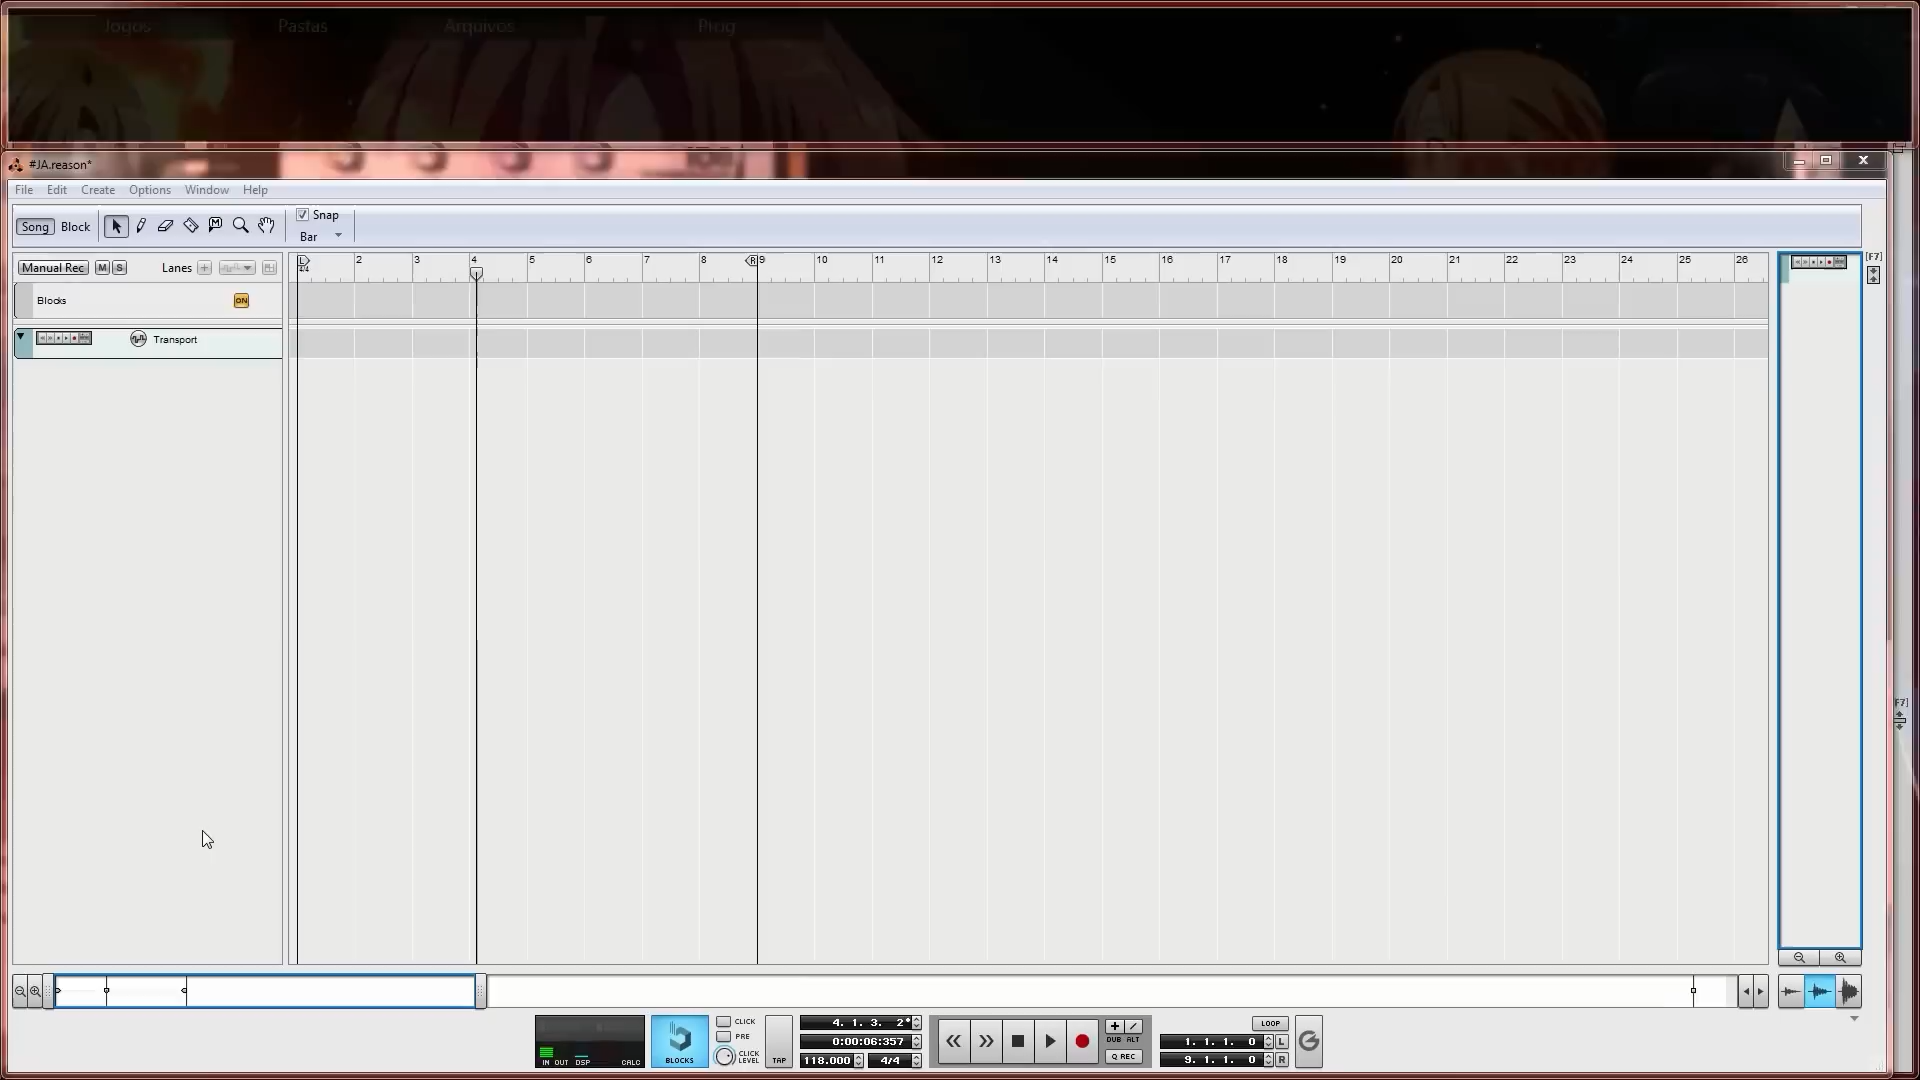 Jogos Pastas Arquivos Prog
#JA.reason*
File Edit Create Options Window Help
Song Block
Snap
Bar
Manual Rec M S Lanes
L 2 3 4 5 6 7 8 R 9 10 11 12 13 14 15 16 17 18 19 20 21 22 23 24 25 26
4/4
[F7]
Blocks ON
Transport
F7]
CLICK
PRE
CLICK
LEVEL
TAP
IN OUT DSP CALC
BLOCKS
4. 1. 3. 2*
0:00:06:357
118.000 4/4
DUB ALT
Q REC
LOOP
1. 1. 1. 0 L
9. 1. 1. 0 R